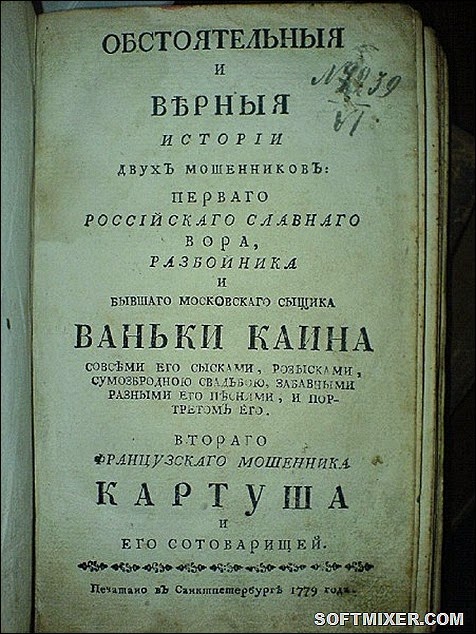 ОБСТОЯТЕЛЬНЫЯ
И
ВѢРНЫЯ
ИСТОРІИ
ДВУХЪ МОШЕННИКОВЪ:
ПЕРВАГО
РОССІЙСКАГО СЛАВНАГО
ВОРА,
РАЗБОЙНИКА
И
БЫВШАГО МОСКОВСКАГО СЫЩИКА
ВАНЬКИ КАИНА
СОВСѢМИ ЕГО СЫСКАМИ, РОЗЫСКАМИ,
СУМОЗБРОДНОЮ СВАДЬБОЮ, ЗАБАВНЫМИ
РАЗНЫМИ ЕГО ПѢСНЯМИ, И ПОР-
ТРЕТОМЪ ЕГО.
ВТОРАГО
ФРАНЦУЗСКАГО МОШЕННИКА
КАРТУША
И
ЕГО СОТОВАРИЩЕЙ.
Печатано въ Санктпетербургѣ 1779 года.
SOFTMIXER.COM